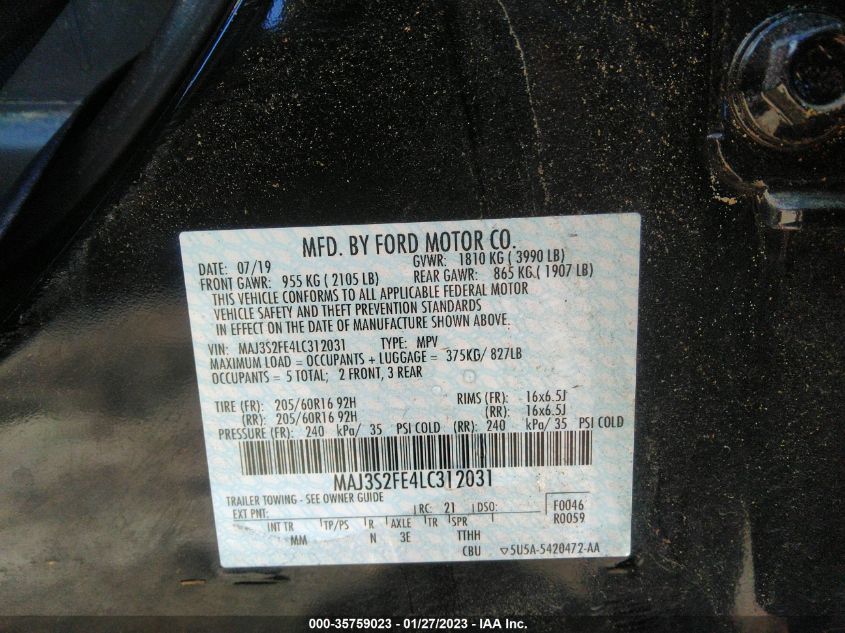 MFD. BY FORD MOTOR CO.
DATE: 07/19 GVWR: 1810 KG ( 3990 LB)
FRONT GAWR: 955 KG ( 2105 LB) REAR GAWR: 865 KG.( 1907 LB)
THIS VEHICLE CONFORMS TO ALL APPLICABLE FEDERAL MOTOR
VEHICLE SAFETY AND THEFT PREVENTION STANDARDS
IN EFFECT ON THE DATE OF MANUFACTURE SHOWN ABOVE.
VIN: MAJ3S2FE4LC312031 TYPE: MPV
MAXIMUM LOAD = OCCUPANTS + LUGGAGE = 375KG/ 827LB
OCCUPANTS = 5 TOTAL; 2 FRONT, 3 REAR
TIRE (FR): 205/60R16 92H RIMS (FR): 16x6.5J
(RR): 205/60R16 92H (RR): 16x6.5J
PRESSURE (FR): 240 kPa/ 35 PSI COLD (RR): 240 kPa/ 35 PSI COLD
MAJ3S2FE4LC312031
TRAILER TOWING - SEE OWNER GUIDE
EXT PNT: RC: 21 DSO: F0046
R0059
INT TR TP/PS R AXLE TR SPR
MM N 3E TTHH
CBU 5U5A-5420472-AA
000-35759023 - 01/27/2023 - IAA Inc.